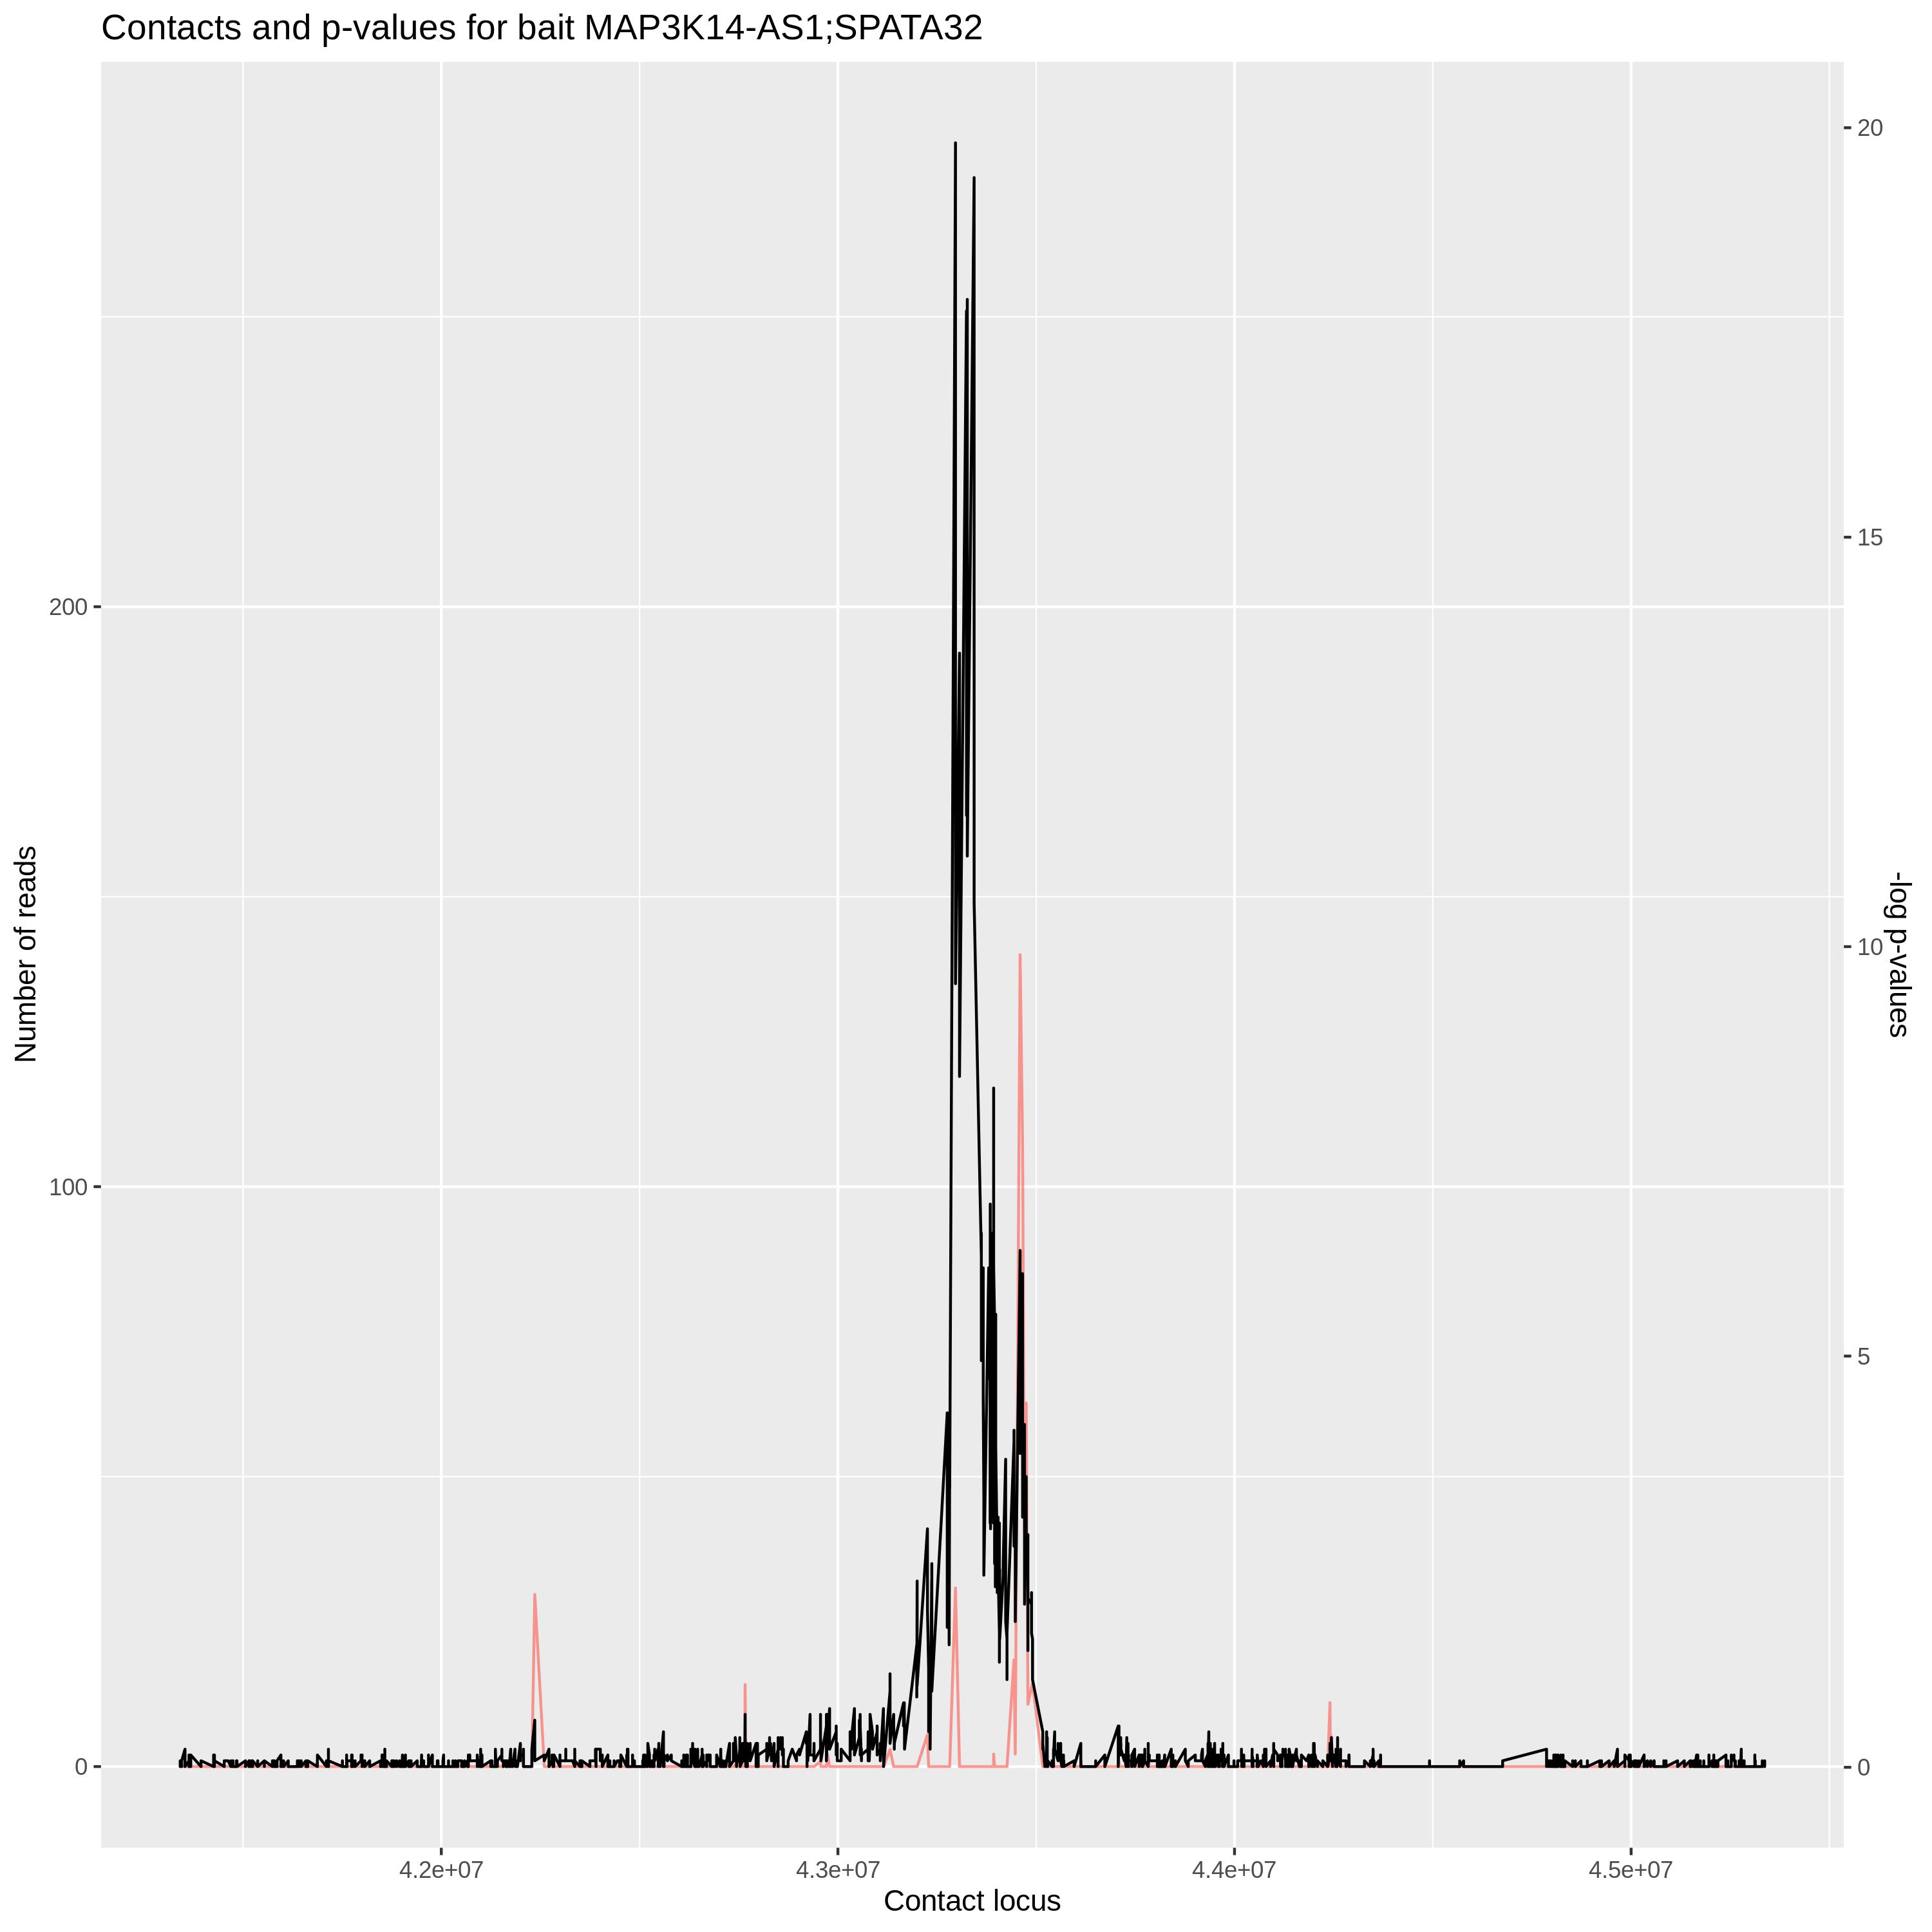 Contacts and p-values for bait MAP3K14-AS1;SPATA32
20
15
200
Number of reads
-log p-values
10
100
5
0
0
4.2e+07
4.3e+07
4.4e+07
4.5e+07
Contact locus